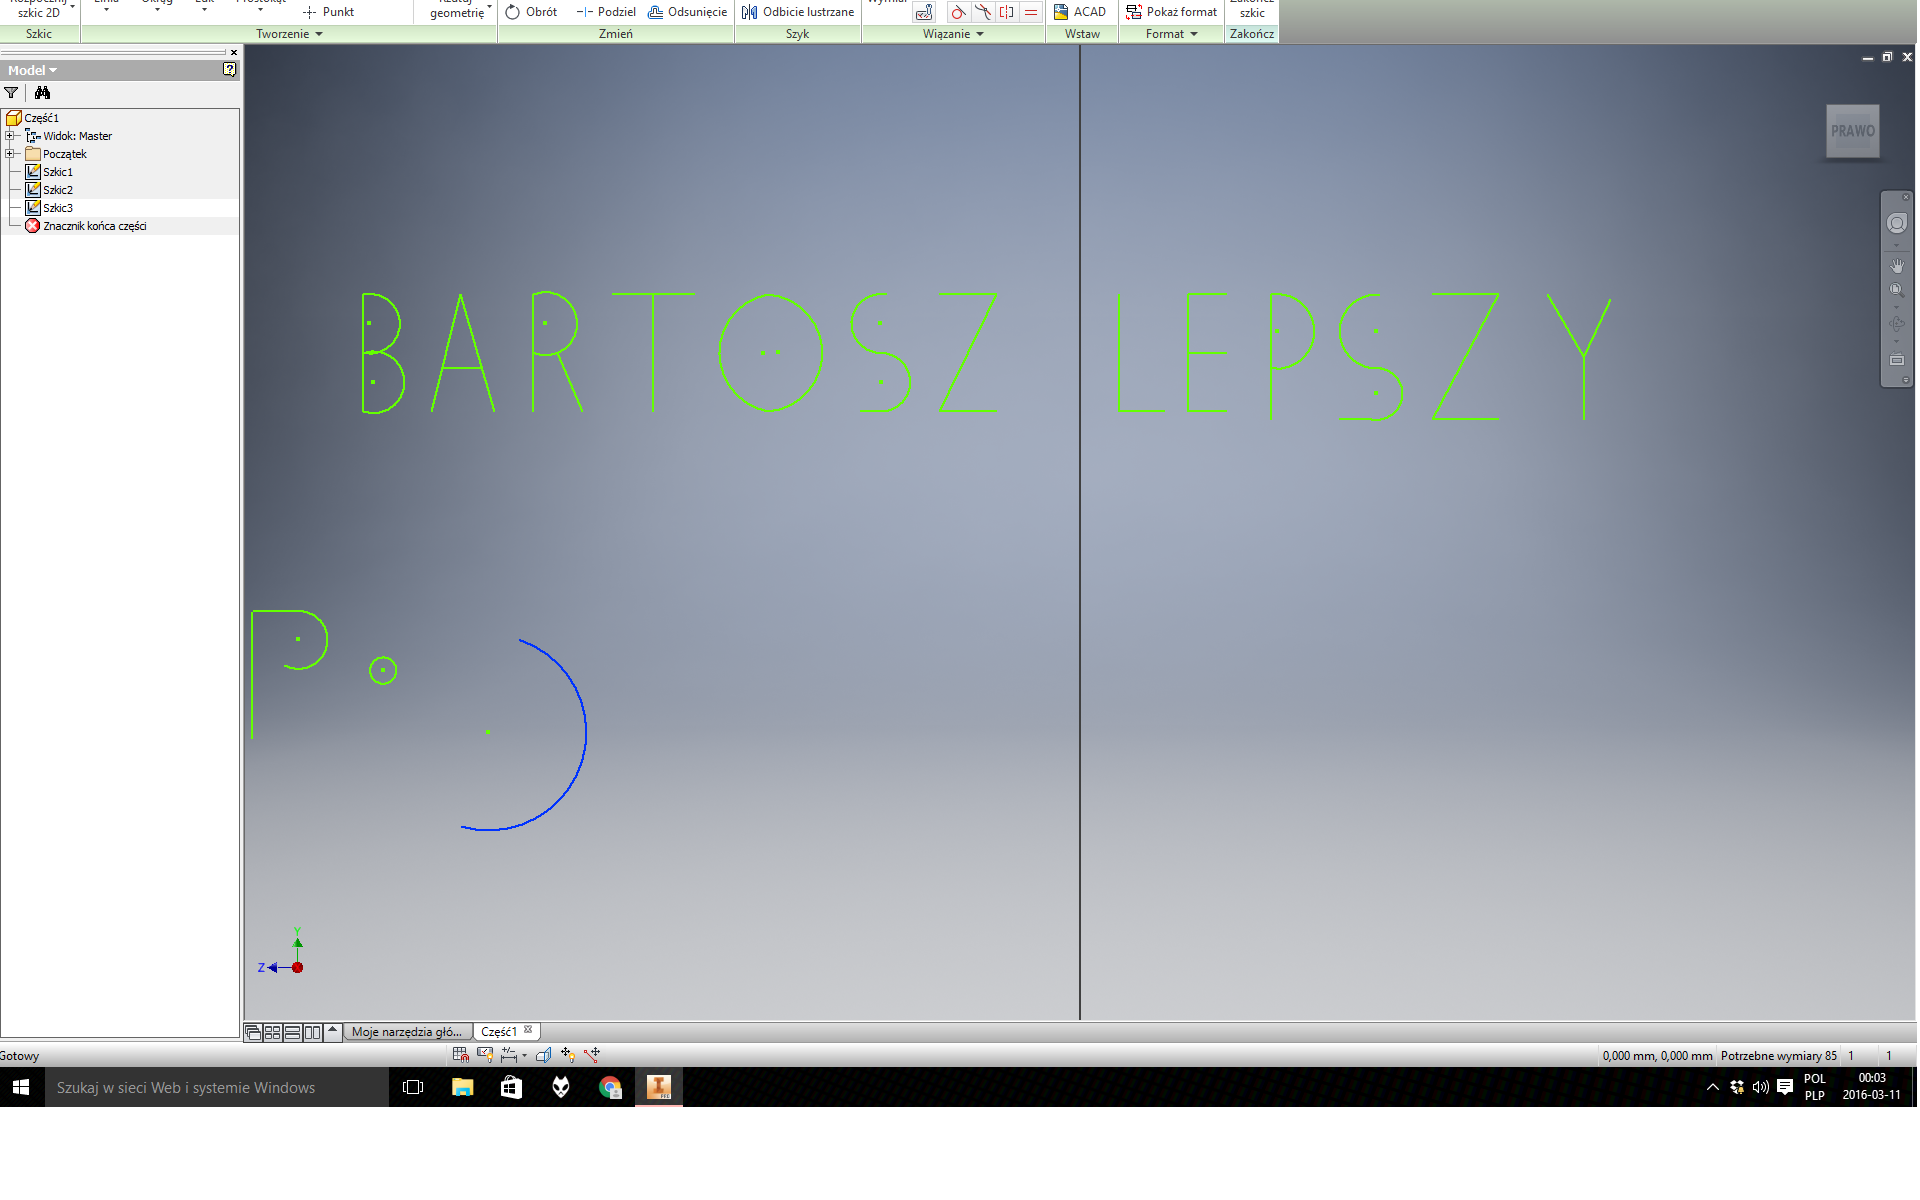 szkic 2D
Punkt
geometrię
Obrót
Podziel
Odsunięcie
Odbicie lustrzane
ACAD
Pokaż format
szkic
Szkic
Tworzenie
Zmień
Szyk
Wiązanie
Wstaw
Format
Zakończ
Model
Część1
Widok: Master
Początek
Szkic1
Szkic2
Szkic3
Znacznik końca części
PRAWO
BARTOSZ LEPSZY
P
Y
Z
Moje narzędzia głó...
Część1
Gotowy
0,000 mm, 0,000 mm
Potrzebne wymiary 85
1
1
Szukaj w sieci Web i systemie Windows
POL
PLP
00:03
2016-03-11